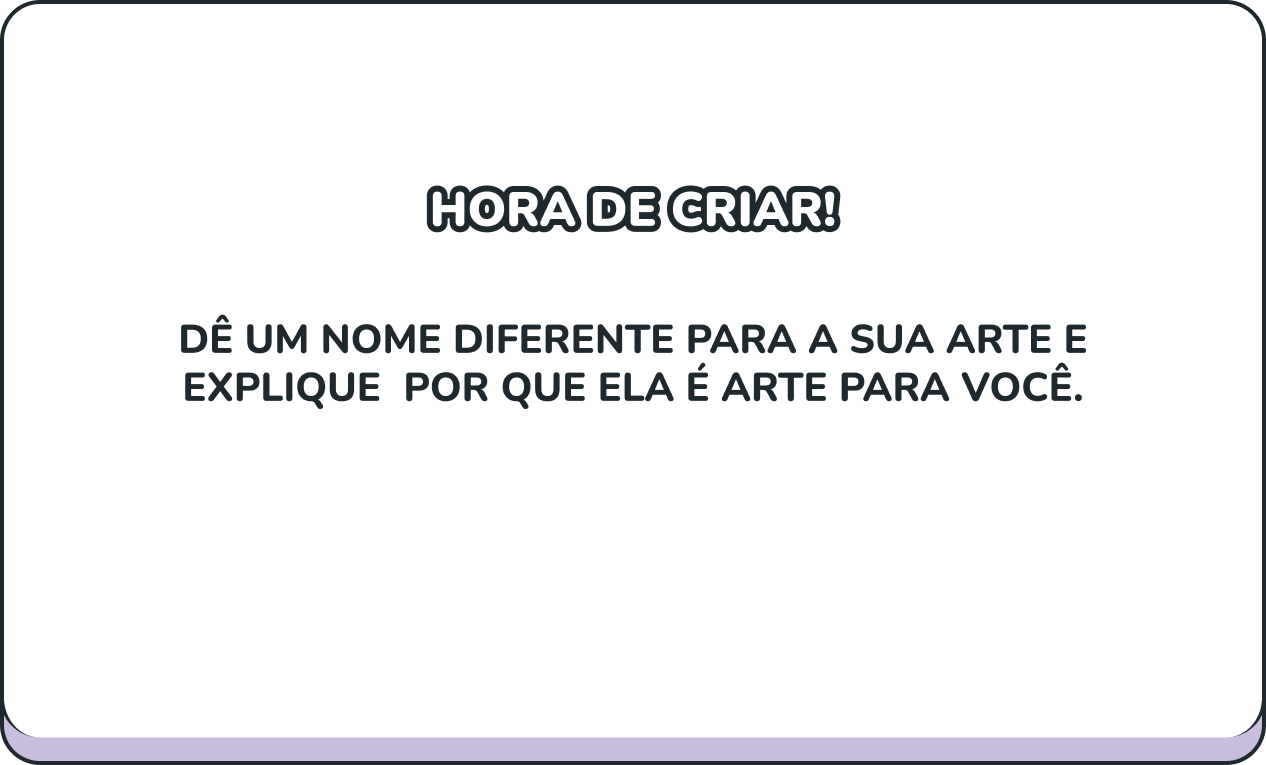 HORA DE CRIAR!
DÊ UM NOME DIFERENTE PARA A SUA ARTE E
EXPLIQUE  POR QUE ELA É ARTE PARA VOCÊ.